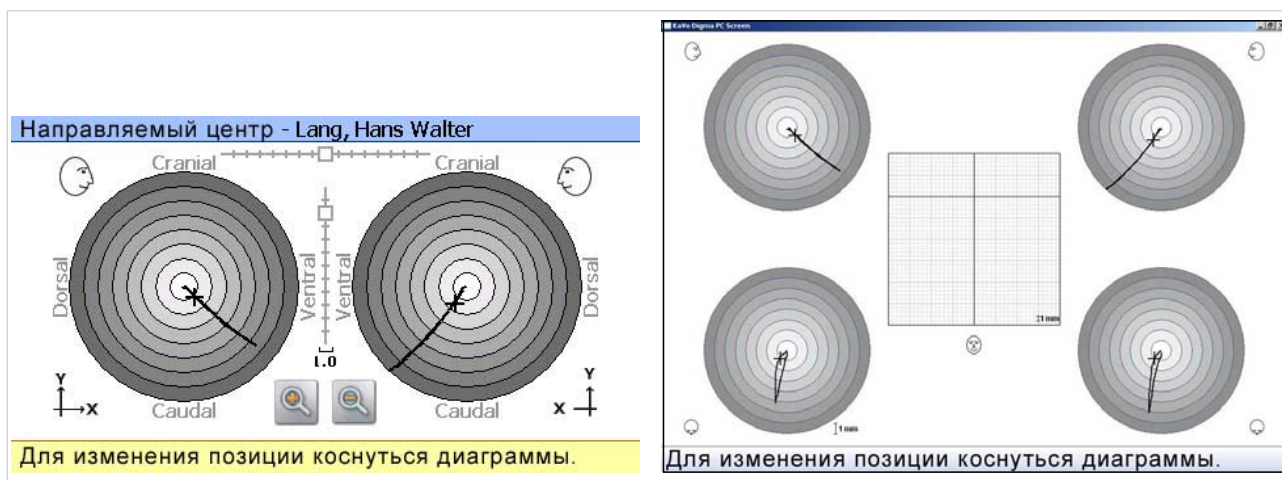 Направляемый центр - Lang, Hans Walter
Cranial
Cranial
Dorsal
Ventral
Ventral
Dorsal
1.0
Y
X
Y
X
Caudal
Caudal
Для изменения позиции коснуться диаграммы.
KaVo Digma PC Screen
1 mm
1 mm
Для изменения позиции коснуться диаграммы.